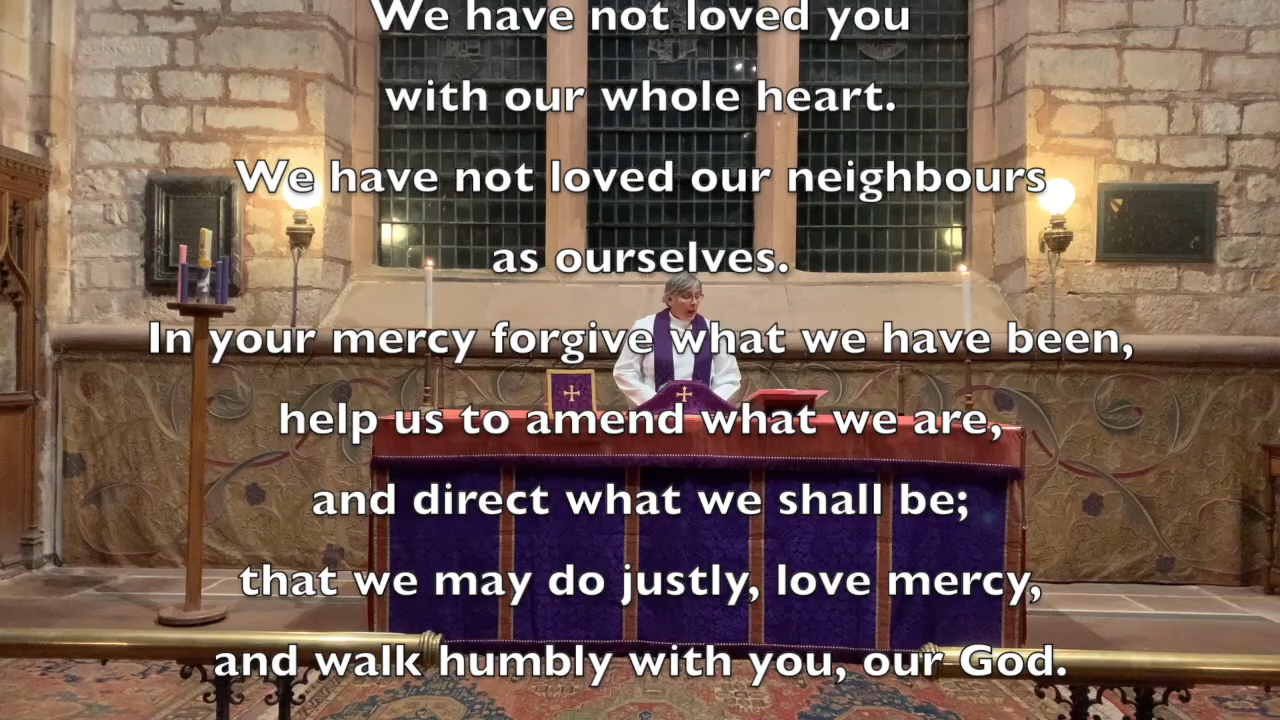 We have not loved you
with our whole heart.
We have not loved our neighbours
as ourselves.
In your mercy forgive what we have been,
help us to amend what we are,
and direct what we shall be;
that we may do justly, love mercy,
and walk humbly with you, our God.